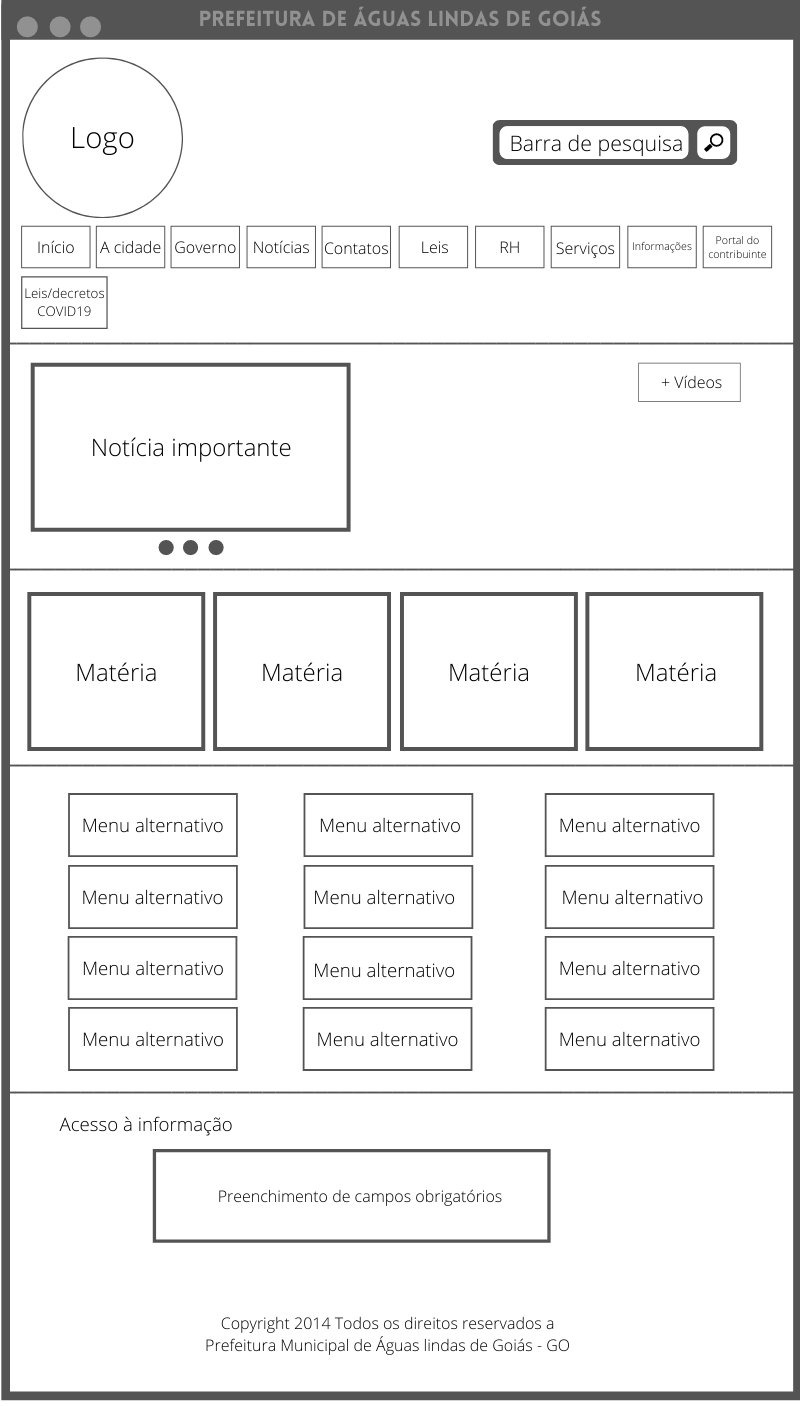 PREFEITURA DE ÁGUAS LINDAS DE GOIÁS
Logo
Barra de pesquisa
Início
A cidade
Governo
Notícias
Contatos
Leis
RH
Serviços
Informações
Portal do
contribuinte
Leis/decretos
COVID19
Notícia importante
+ Vídeos
Matéria
Matéria
Matéria
Matéria
Menu alternativo
Menu alternativo
Menu alternativo
Menu alternativo
Menu alternativo
Menu alternativo
Menu alternativo
Menu alternativo
Menu alternativo
Menu alternativo
Menu alternativo
Menu alternativo
Acesso à informação
Preenchimento de campos obrigatórios
Copyright 2014 Todos os direitos reservados a
Prefeitura Municipal de Águas lindas de Goiás - GO